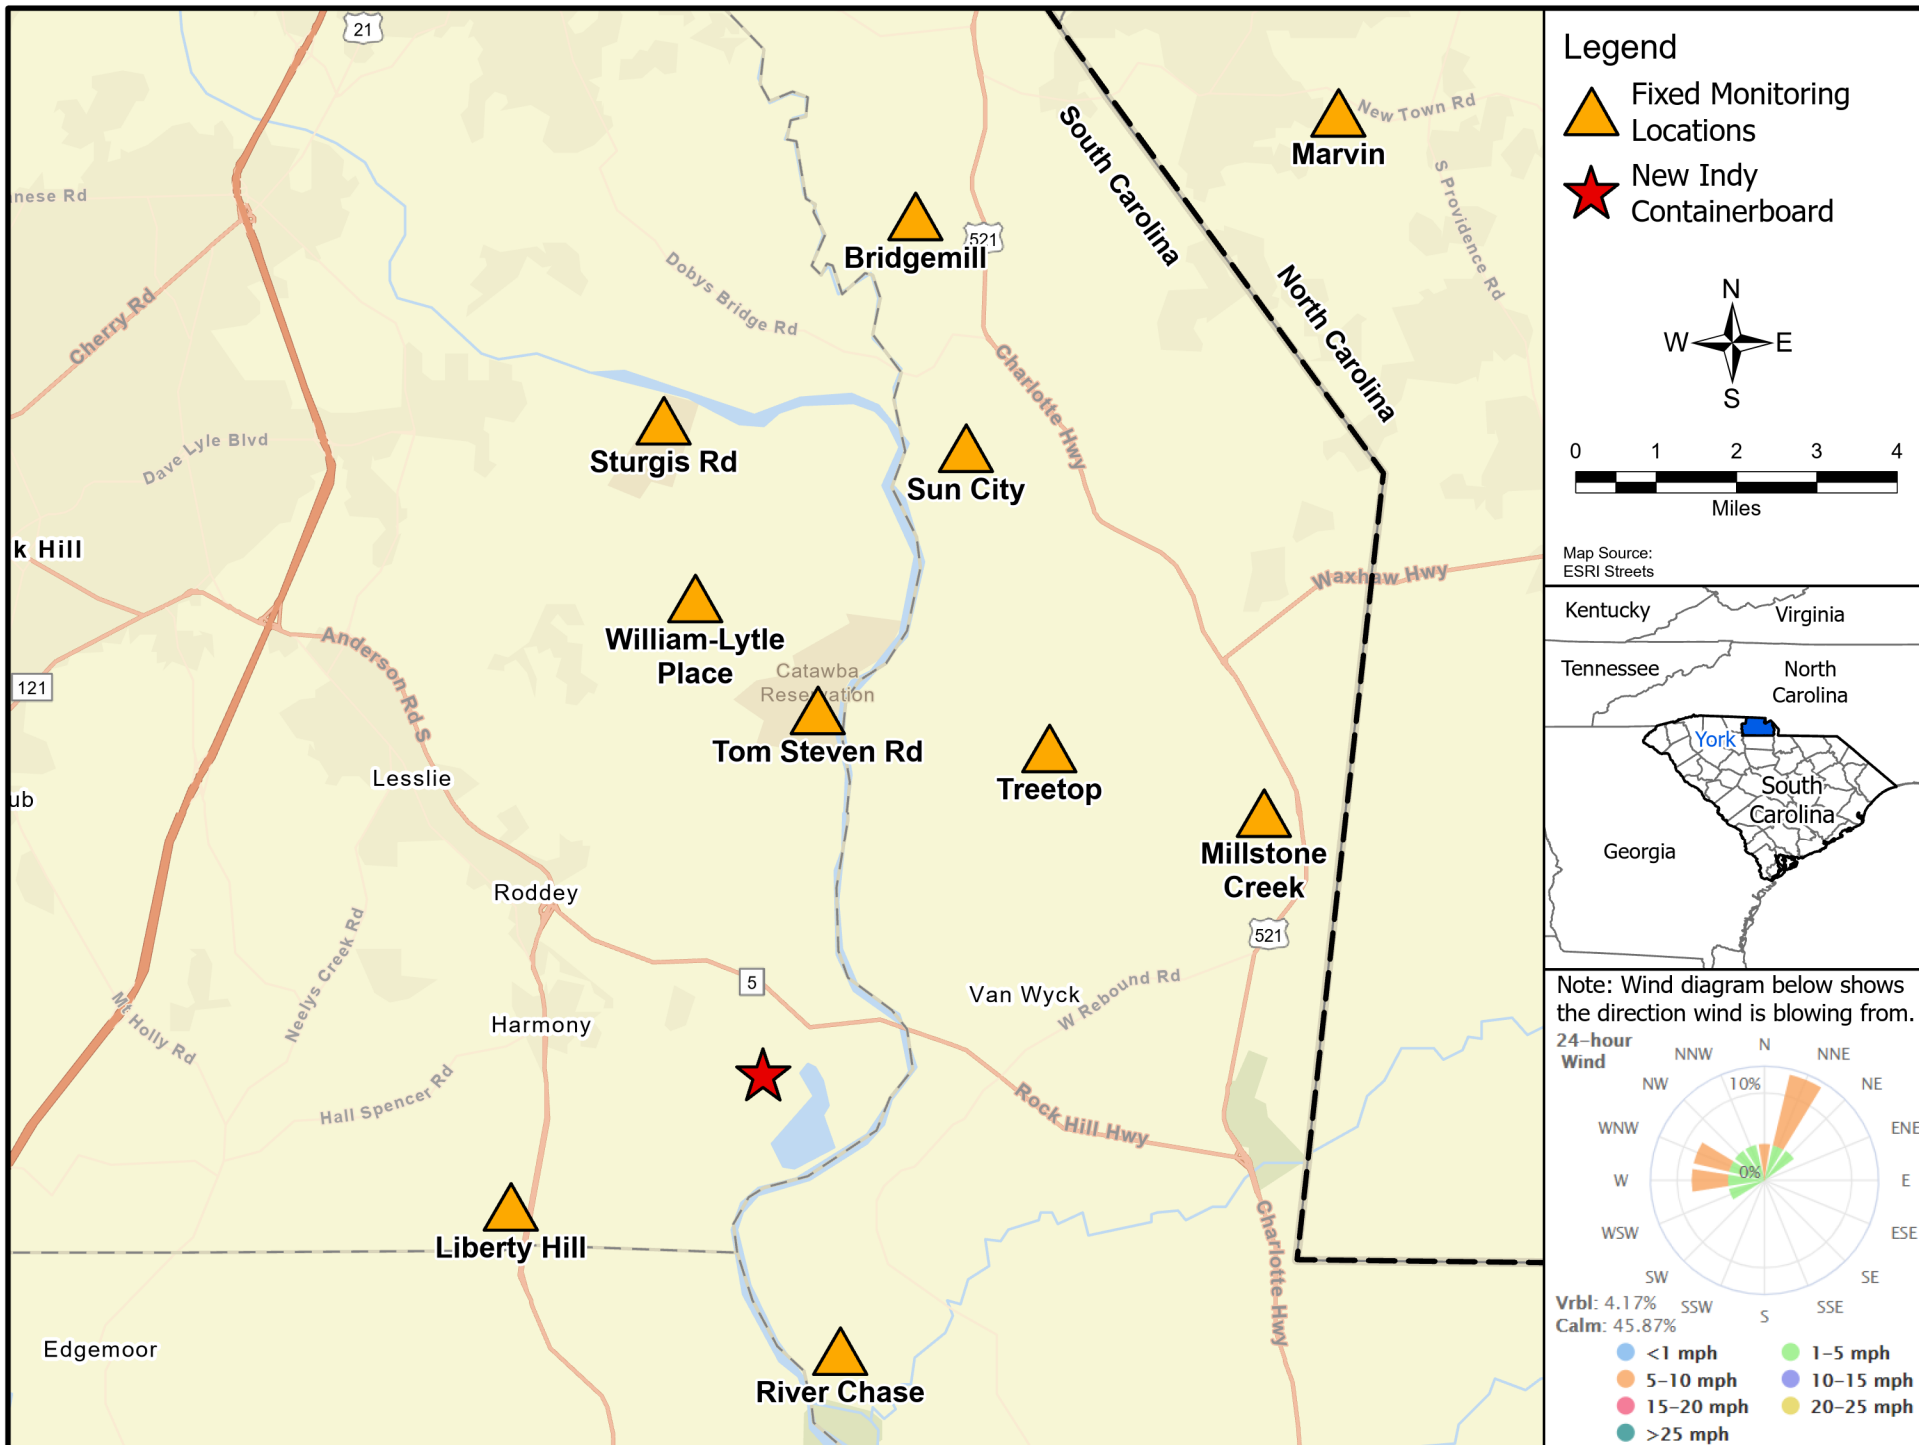 21
New Town Rd
Marvin
South Carolina
S Providence Rd
nese Rd
521
Bridgemill
Dobys Bridge Rd
North Carolina
Cherry Rd
Charlotte Hwy
Sturgis Rd
Dave Lyle Blvd
Sun City
k Hill
Waxhaw Hwy
William-Lytle
Place
Anderson Rd S
Catawba
Reservation
121
Tom Steven Rd
Lesslie
Treetop
ub
Millstone
Creek
Roddey
521
Neelys Creek Rd
5
Van Wyck
W Rebound Rd
Mt Holly Rd
Harmony
Hall Spencer Rd
Rock Hill Hwy
Liberty Hill
Charlotte Hwy
Edgemoor
River Chase
Legend
Fixed Monitoring
Locations
New Indy
Containerboard
N
W E
S
0 1 2 3 4
Miles
Map Source:
ESRI Streets
Kentucky
Virginia
Tennessee
North
Carolina
York
South
Carolina
Georgia
Note: Wind diagram below shows
the direction wind is blowing from.
24-hour
Wind
N
NNW NNE
NW 10% NE
WNW ENE
0%
W E
WSW ESE
SW SE
SSW SSE
S
Vrbl: 4.17%
Calm: 45.87%
<1 mph 1-5 mph
5-10 mph 10-15 mph
15-20 mph 20-25 mph
>25 mph